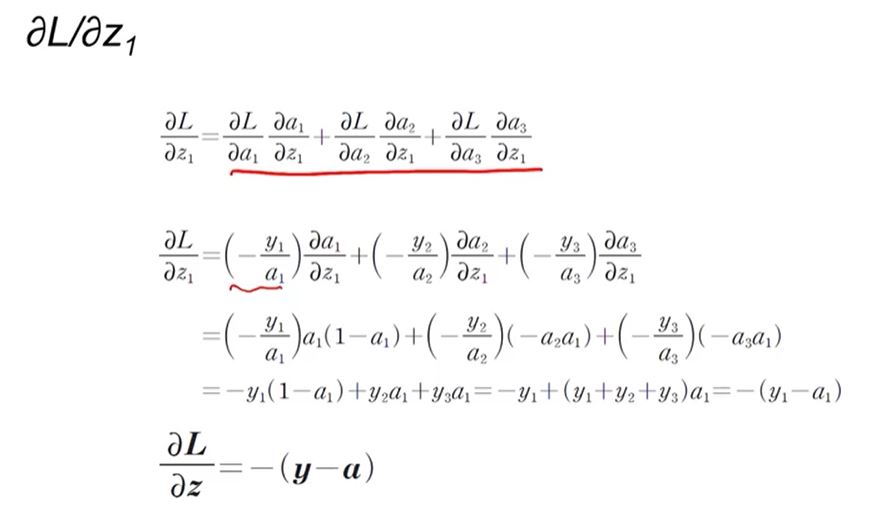 ∂L/∂z₁
∂L/∂z₁ = ∂L/∂a₁ ∂a₁/∂z₁ + ∂L/∂a₂ ∂a₂/∂z₁ + ∂L/∂a₃ ∂a₃/∂z₁
∂L/∂z₁ = (−y₁/a₁) ∂a₁/∂z₁ + (−y₂/a₂) ∂a₂/∂z₁ + (−y₃/a₃) ∂a₃/∂z₁
= (−y₁/a₁) a₁(1−a₁) + (−y₂/a₂)(−a₂a₁) + (−y₃/a₃)(−a₃a₁)
= −y₁(1−a₁) + y₂a₁ + y₃a₁ = −y₁ + (y₁+y₂+y₃)a₁ = −(y₁−a₁)
∂L/∂z = −(y−a)